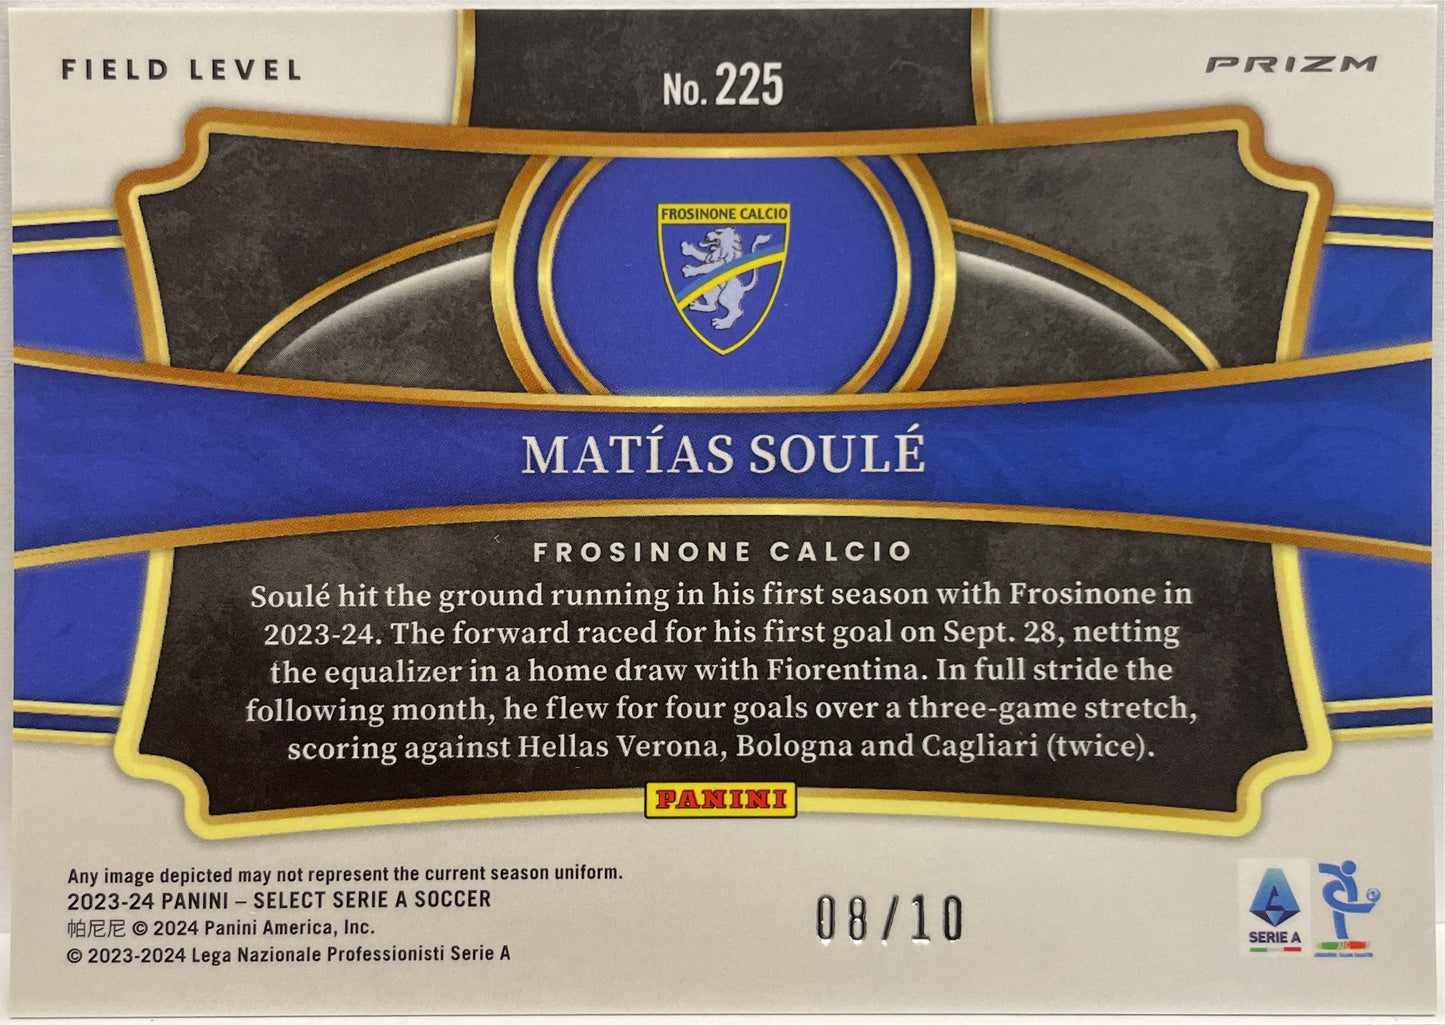 FIELD LEVEL
No. 225
PRIZM
FROSINONE CALCIO
MATÍAS SOULÉ
FROSINONE CALCIO
Soulé hit the ground running in his first season with Frosinone in
2023-24. The forward raced for his first goal on Sept. 28, netting
the equalizer in a home draw with Fiorentina. In full stride the
following month, he flew for four goals over a three-game stretch,
scoring against Hellas Verona, Bologna and Cagliari (twice).
PANINI
Any image depicted may not represent the current season uniform.
2023-24 PANINI – SELECT SERIE A SOCCER
帕尼尼 © 2024 Panini America, Inc.
© 2023-2024 Lega Nazionale Professionisti Serie A
08/10
SERIE A
AIC